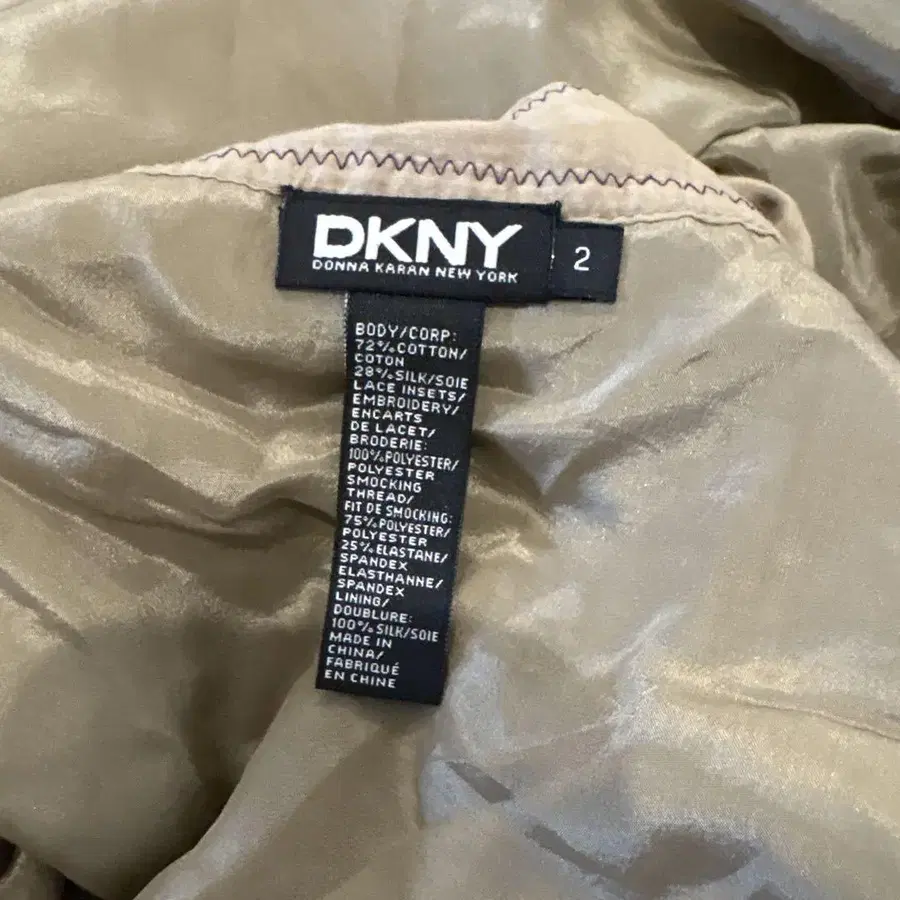 DKNY
DONNA KARAN NEW YORK
2
BODY/CORP:
72%COTTON/
COTON
28%SILK/SOIE
LACE INSETS/
EMBROIDERY/
ENCARTS
DE LACET/
BRODERIE:
100%POLYESTER/
POLYESTER
SMOCKING
THREAD/
FIT DE SMOCKING:
75%POLYESTER/
POLYESTER
25%ELASTANE/
SPANDEX
ELASTHANNE/
SPANDEX
LINING/
DOUBLURE:
100%SILK/SOIE
MADE IN
CHINA/
FABRIQUÉ
EN CHINE